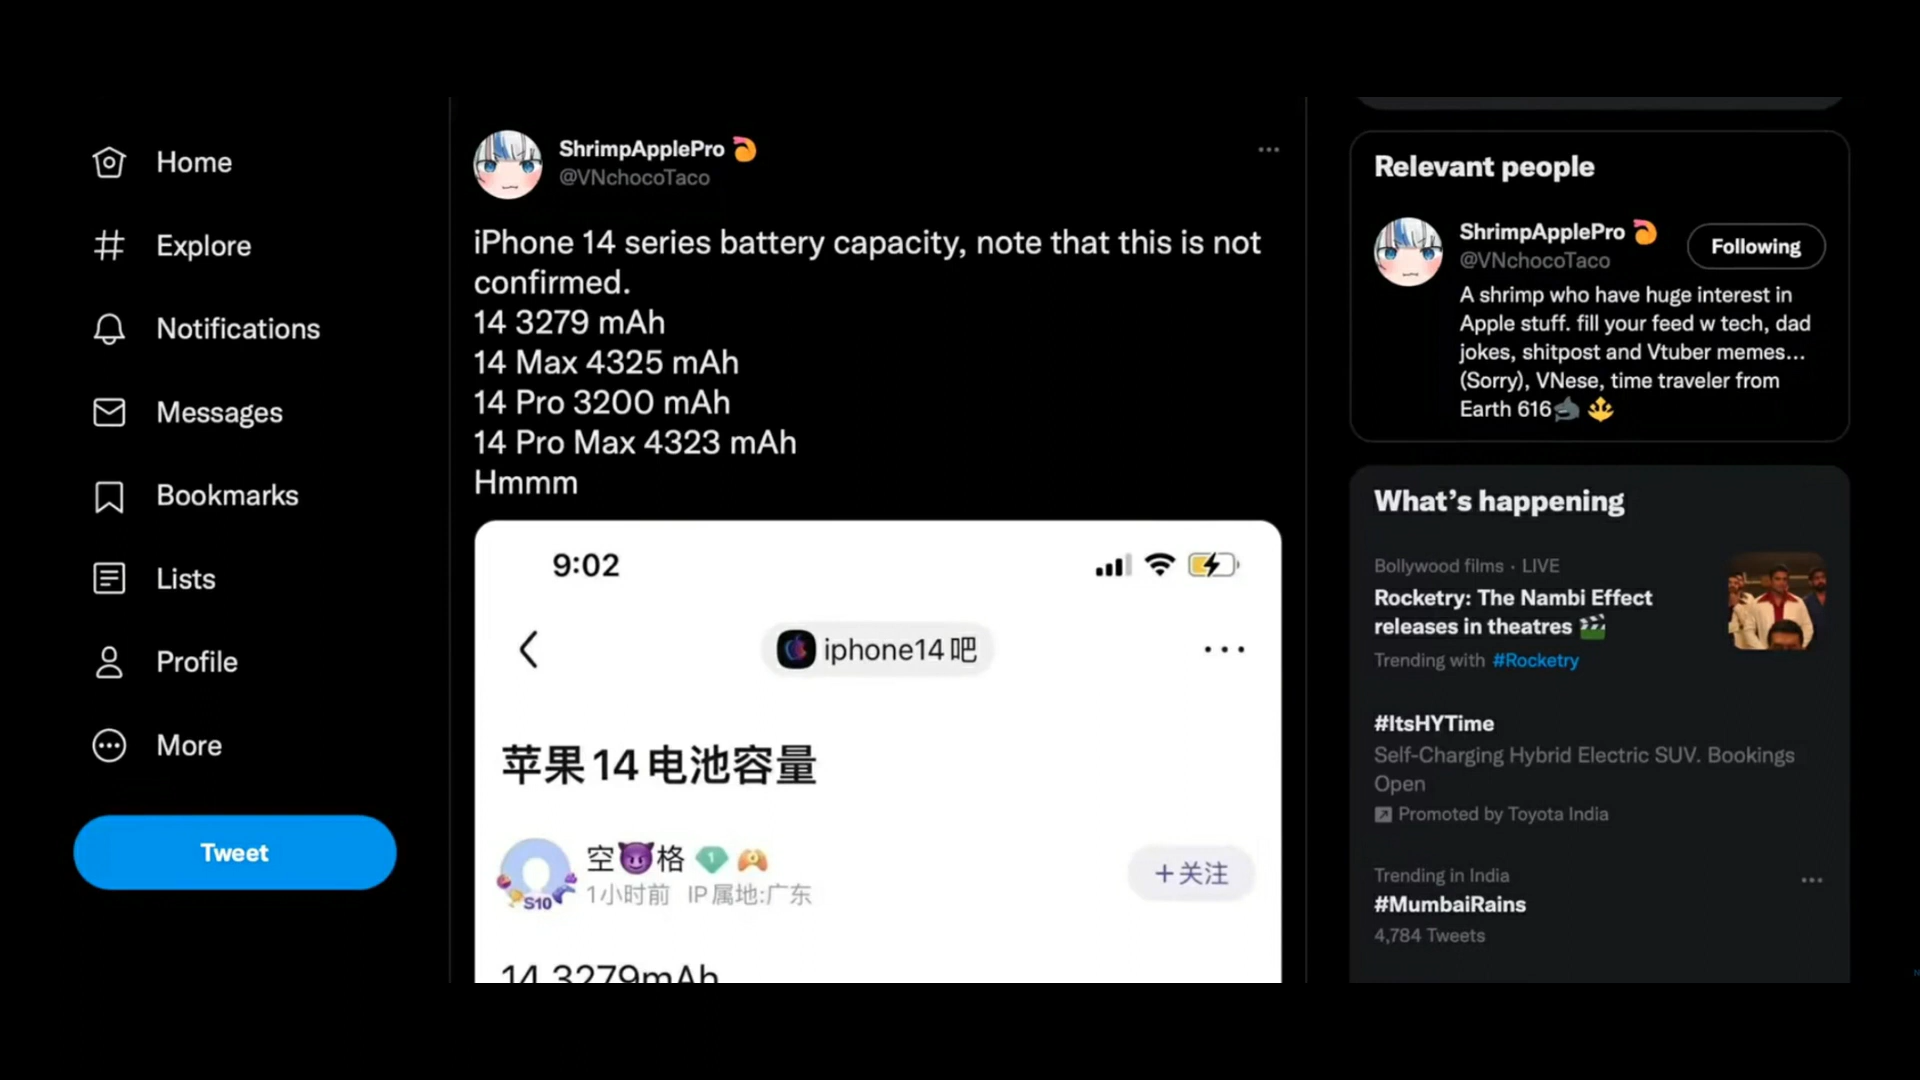 Home
Explore
Notifications
Messages
Bookmarks
Lists
Profile
More
Tweet
ShrimpApplePro
@VNchocoTaco
iPhone 14 series battery capacity, note that this is not
confirmed.
14 3279 mAh
14 Max 4325 mAh
14 Pro 3200 mAh
14 Pro Max 4323 mAh
Hmmm
9:02
iphone14吧
苹果14电池容量
空😈格
1
S10
1小时前 IP属地:广东
+关注
14 3279mAh
Relevant people
ShrimpApplePro
@VNchocoTaco
Following
A shrimp who have huge interest in
Apple stuff. fill your feed w tech, dad
jokes, shitpost and Vtuber memes...
(Sorry), VNese, time traveler from
Earth 616
What's happening
Bollywood films · LIVE
Rocketry: The Nambi Effect
releases in theatres
Trending with #Rocketry
#ItsHYTime
Self-Charging Hybrid Electric SUV. Bookings
Open
Promoted by Toyota India
Trending in India
#MumbaiRains
4,784 Tweets